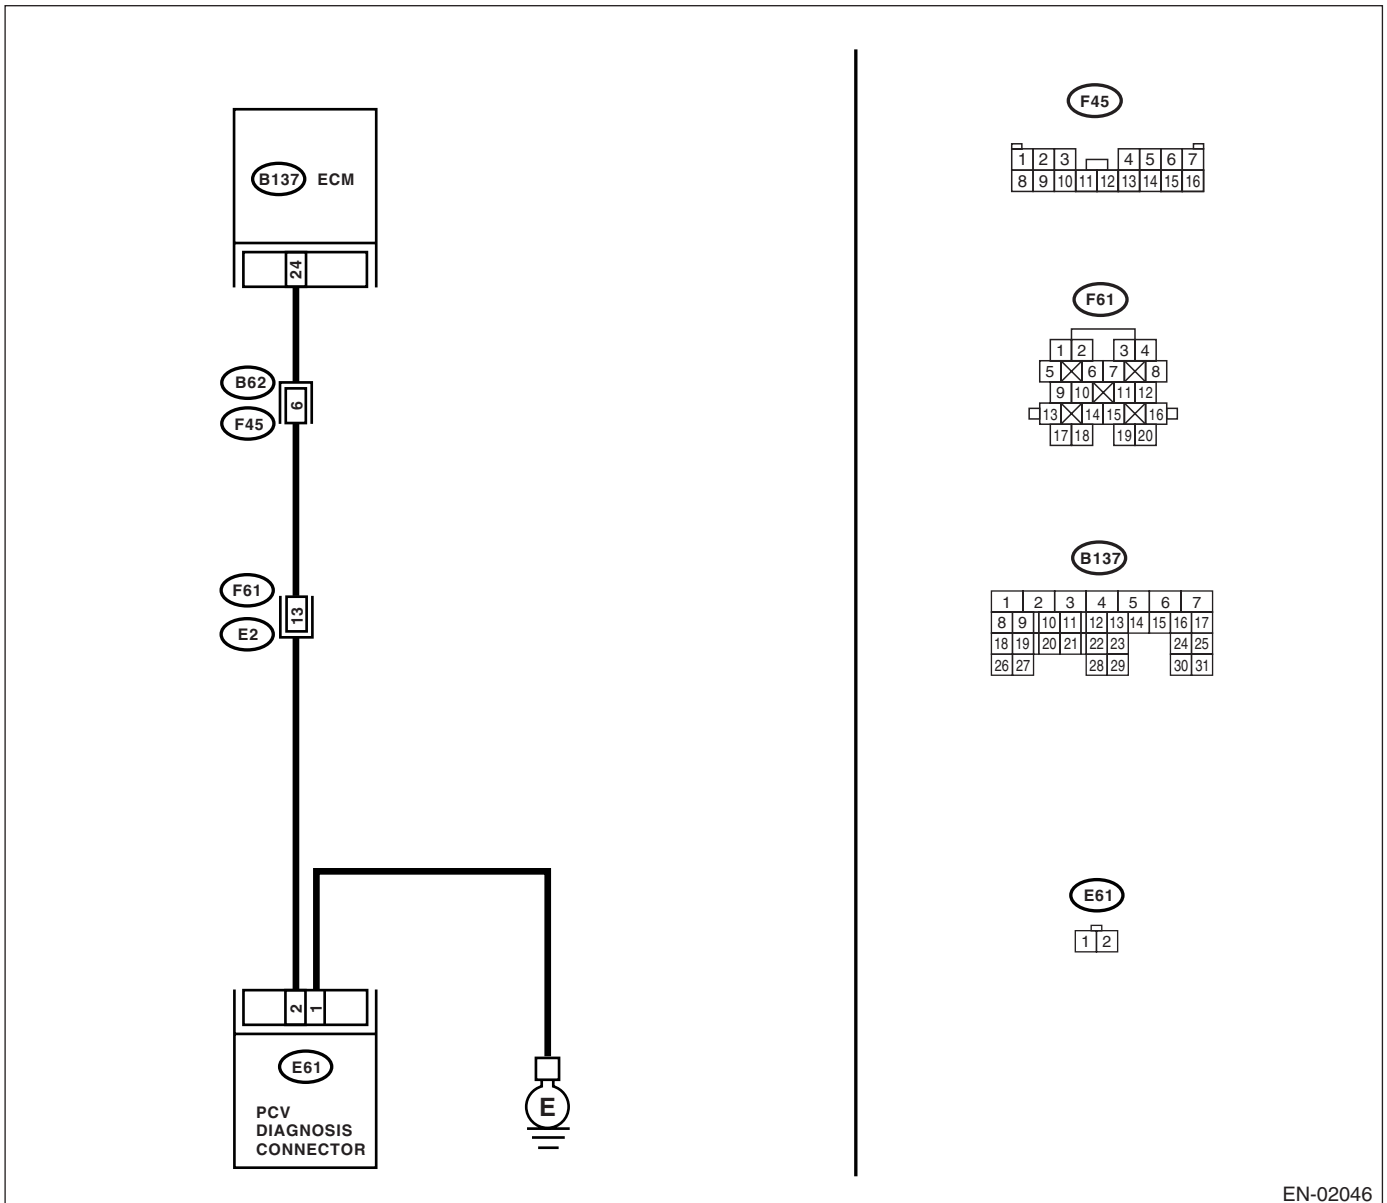 B137 ECM
24
B62
6
F45
F61
13
E2
2 1
E61
PCV
DIAGNOSIS
CONNECTOR
E
F45
1 2 3 4 5 6 7
8 9 10 11 12 13 14 15 16
F61
1 2 3 4
5 6 7 8
9 10 11 12
13 14 15 16
17 18 19 20
B137
1 2 3 4 5 6 7
8 9 10 11 12 13 14 15 16 17
18 19 20 21 22 23 24 25
26 27 28 29 30 31
E61
1 2
EN-02046